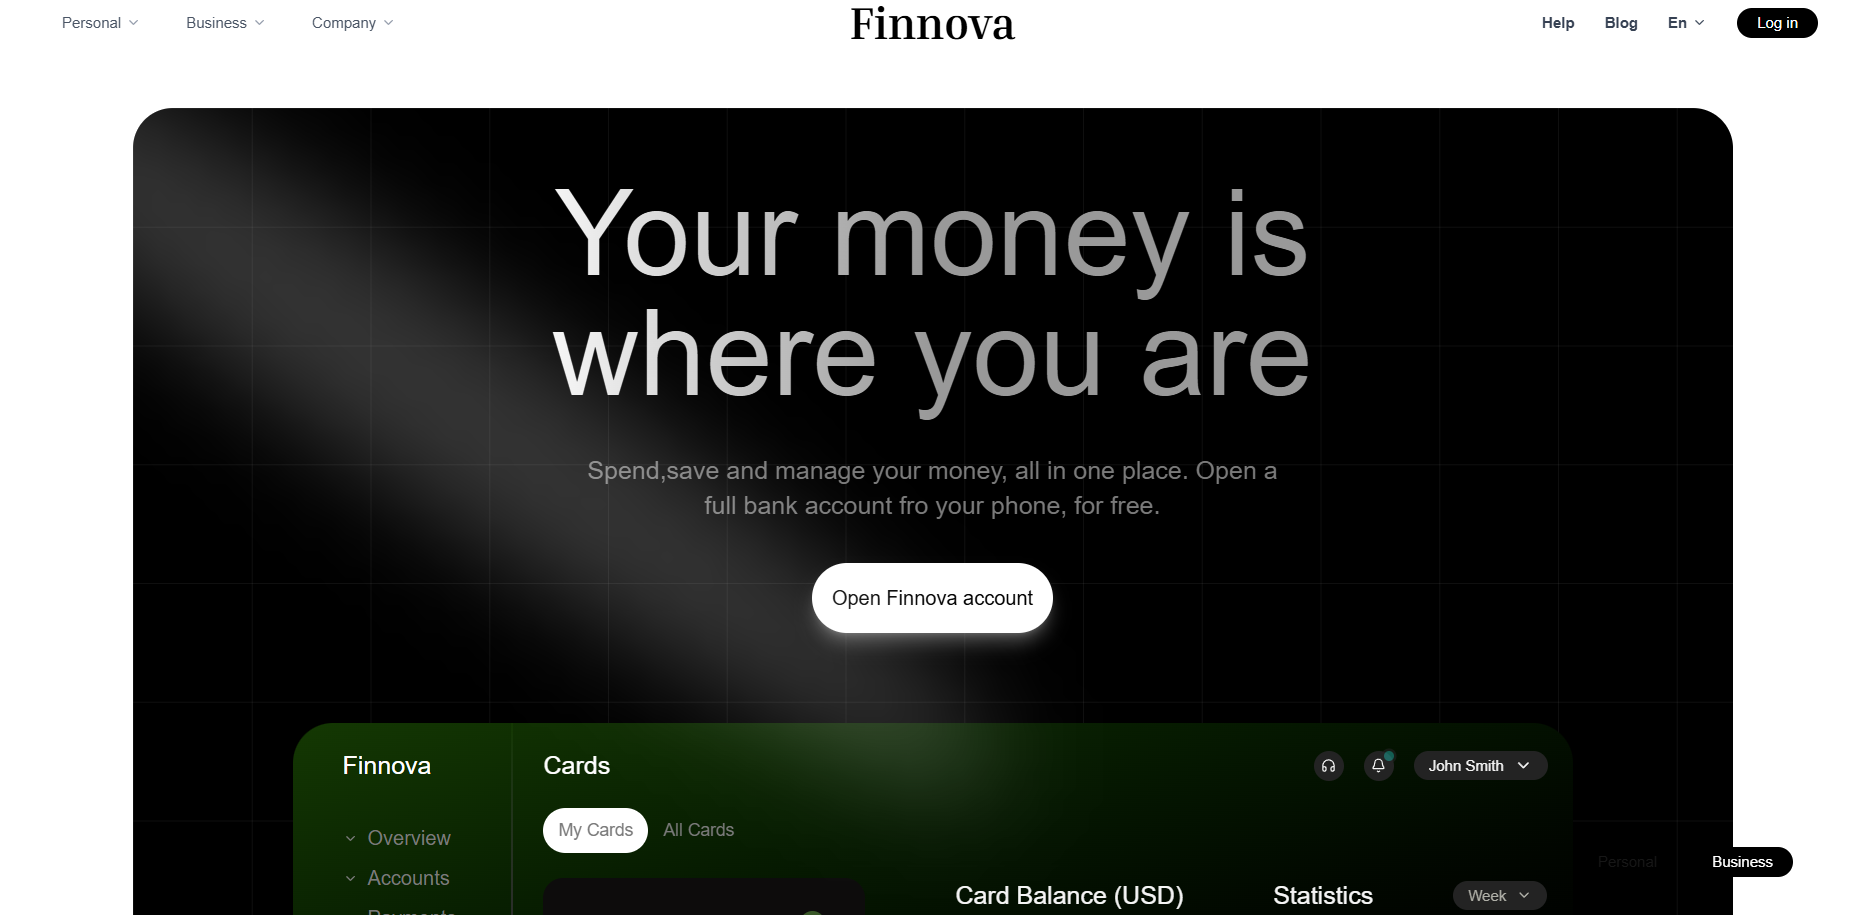 Personal Business Company Finnova Help Blog En Log in
Your money is
where you are
Spend,save and manage your money, all in one place. Open a
full bank account fro your phone, for free.
Open Finnova account
Finnova Cards John Smith
My Cards All Cards
Overview
Personal Business
Accounts
Card Balance (USD) Statistics Week
Payments